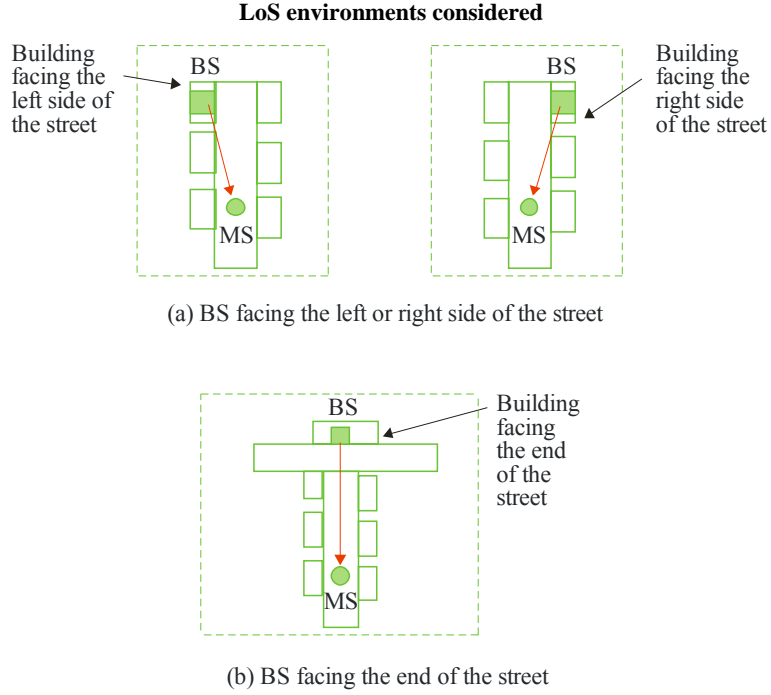 LoS environments considered
Building
facing the
left side of
the street
BS
MS
BS
Building
facing the
right side
of the street
MS
(a) BS facing the left or right side of the street
BS
Building
facing
the end
of the
street
MS
(b) BS facing the end of the street